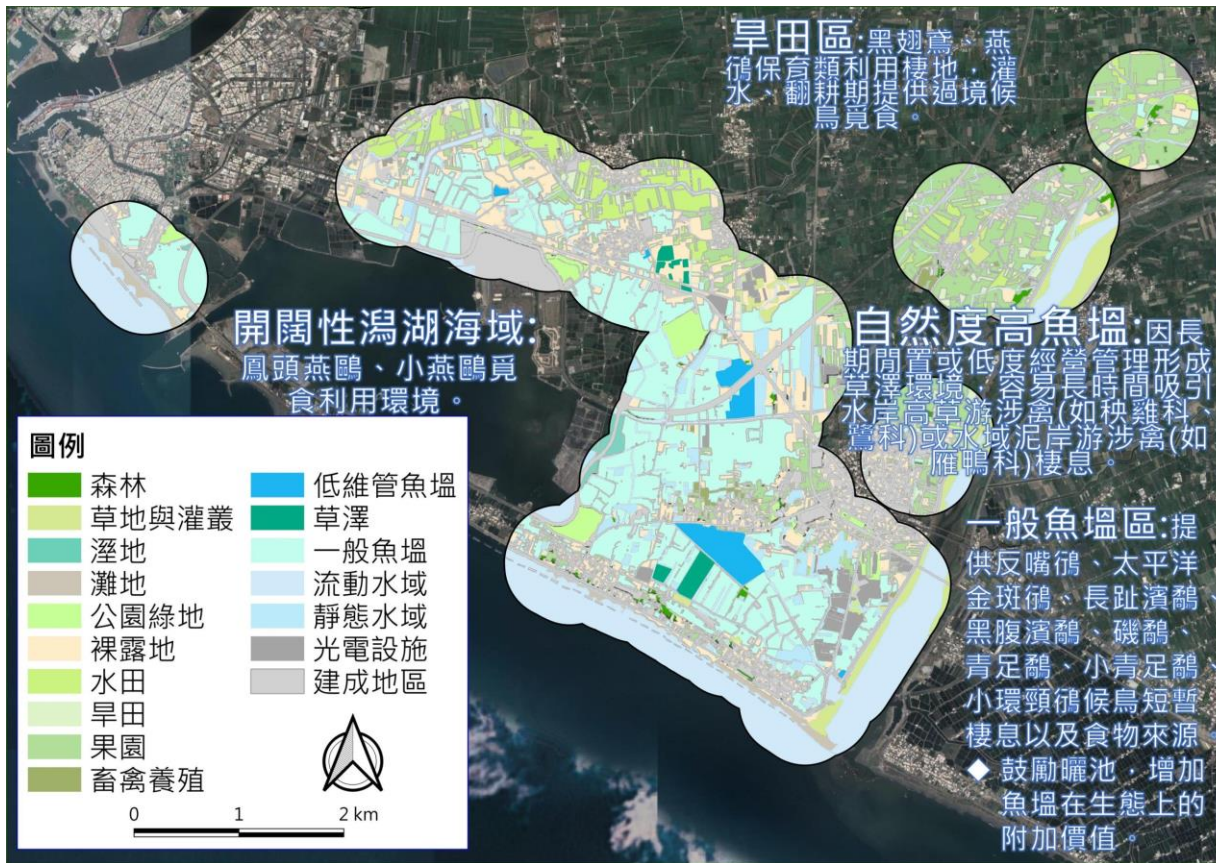 旱田區:黑翅鳶、燕
鴴保育類利用棲地，灌
水、翻耕期提供過境候
鳥覓食。
開闊性潟湖海域:
鳳頭燕鷗、小燕鷗覓
食利用環境。
自然度高魚塭:因長
期閒置或低度經營管理形成
草澤環境，容易長時間吸引
水岸高草游涉禽(如秧雞科、
鷺科)或水域泥岸游涉禽(如
雁鴨科)棲息。
一般魚塭區:提
供反嘴鴴、太平洋
金斑鴴、長趾濱鷸、
黑腹濱鷸、磯鷸、
青足鷸、小青足鷸、
小環頸鴴候鳥短暫
棲息以及食物來源。
◆ 鼓勵曬池，增加
魚塭在生態上的
附加價值。
圖例
森林
草地與灌叢
溼地
灘地
公園綠地
裸露地
水田
旱田
果園
畜禽養殖
低維管魚塭
草澤
一般魚塭
流動水域
靜態水域
光電設施
建成地區
0 1 2 km